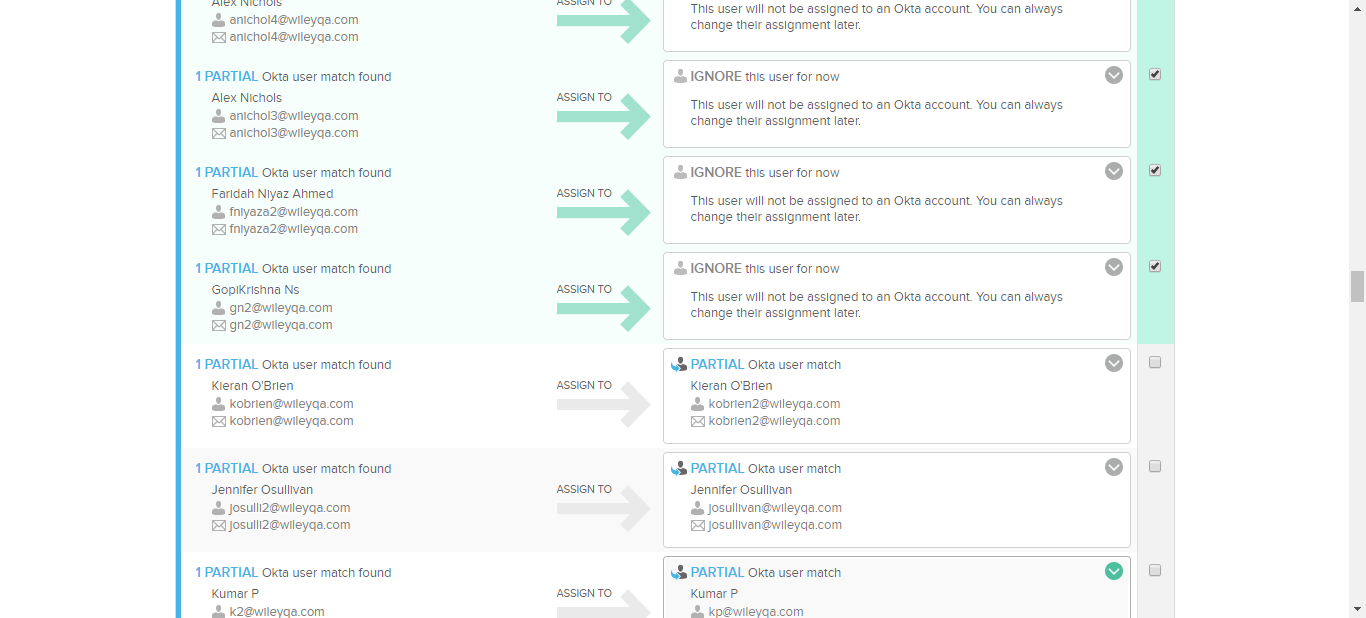 Alex Nichols
anichol4@wileyqa.com
anichol4@wileyqa.com
ASSIGN TO
This user will not be assigned to an Okta account. You can always
change their assignment later.
1 PARTIAL Okta user match found
Alex Nichols
anichol3@wileyqa.com
anichol3@wileyqa.com
ASSIGN TO
IGNORE this user for now
This user will not be assigned to an Okta account. You can always
change their assignment later.
1 PARTIAL Okta user match found
Faridah Niyaz Ahmed
fniyaza2@wileyqa.com
fniyaza2@wileyqa.com
ASSIGN TO
IGNORE this user for now
This user will not be assigned to an Okta account. You can always
change their assignment later.
1 PARTIAL Okta user match found
GopiKrishna Ns
gn2@wileyqa.com
gn2@wileyqa.com
ASSIGN TO
IGNORE this user for now
This user will not be assigned to an Okta account. You can always
change their assignment later.
1 PARTIAL Okta user match found
Kieran O'Brien
kobrien@wileyqa.com
kobrien@wileyqa.com
ASSIGN TO
PARTIAL Okta user match
Kieran O'Brien
kobrien2@wileyqa.com
kobrien2@wileyqa.com
1 PARTIAL Okta user match found
Jennifer Osullivan
josulli2@wileyqa.com
josulli2@wileyqa.com
ASSIGN TO
PARTIAL Okta user match
Jennifer Osullivan
josullivan@wileyqa.com
josullivan@wileyqa.com
1 PARTIAL Okta user match found
Kumar P
k2@wileyqa.com
ASSIGN TO
PARTIAL Okta user match
Kumar P
kp@wileyqa.com